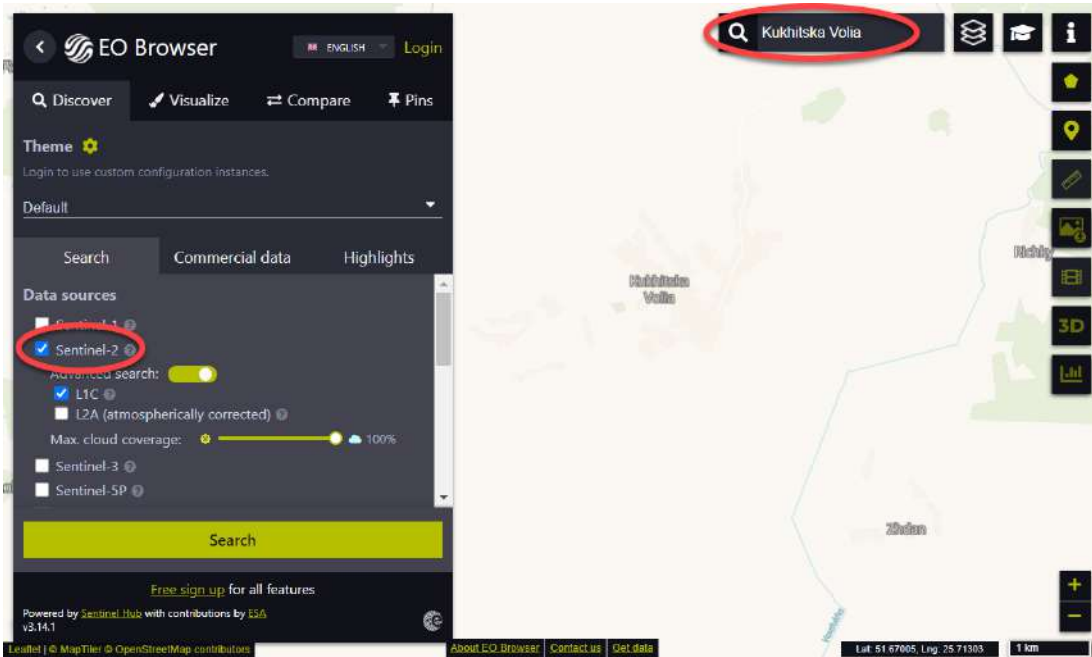 EO Browser
ENGLISH
Login
Kukhitska Volia
Discover
Visualize
Compare
Pins
Theme
Login to use custom configuration instances.
Default
Search
Commercial data
Highlights
Data sources
Sentinel-1
Sentinel-2
Advanced search:
L1C
L2A (atmospherically corrected)
Max. cloud coverage:
100%
Sentinel-3
Sentinel-5P
Search
Free sign up for all features
Powered by Sentinel Hub with contributions by ESA
v3.14.1
Leaflet | © MapTiler © OpenStreetMap contributors
About EO Browser
Contact us
Get data
Kukhitska
Volia
Richky
Zhdan
3D
Lat: 51.67005, Lng: 25.71303
1 km